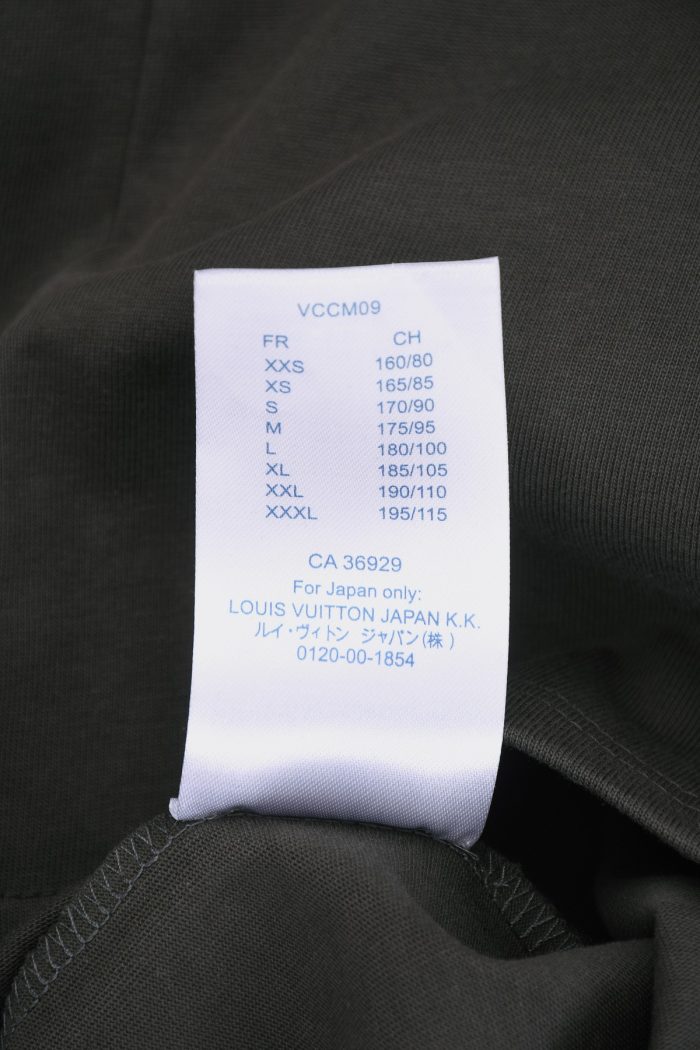 VCCM09
FR CH
XXS 160/80
XS 165/85
S 170/90
M 175/95
L 180/100
XL 185/105
XXL 190/110
XXXL 195/115
CA 36929
For Japan only:
LOUIS VUITTON JAPAN K.K.
ルイ・ヴィトン ジャパン(株)
0120-00-1854